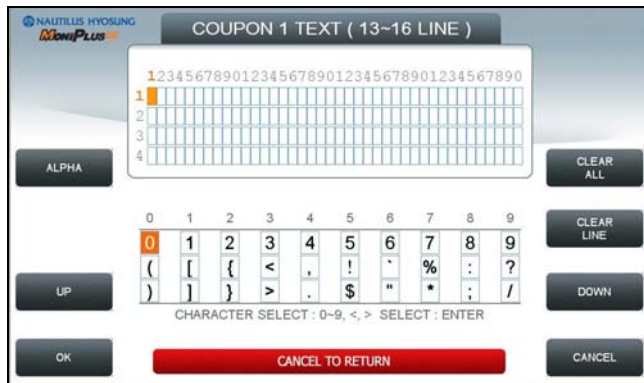 NAUTILUS HYOSUNG
MoniPlus
COUPON 1 TEXT ( 13~16 LINE )
1234567890123456789012345678901234567890
1
2
3
4
ALPHA
CLEAR ALL
0 1 2 3 4 5 6 7 8 9
0 1 2 3 4 5 6 7 8 9
( [ { < , ! ` % : ?
) ] } > . $ " * ; /
CLEAR LINE
UP
DOWN
CHARACTER SELECT : 0~9, <, > SELECT : ENTER
OK
CANCEL TO RETURN
CANCEL